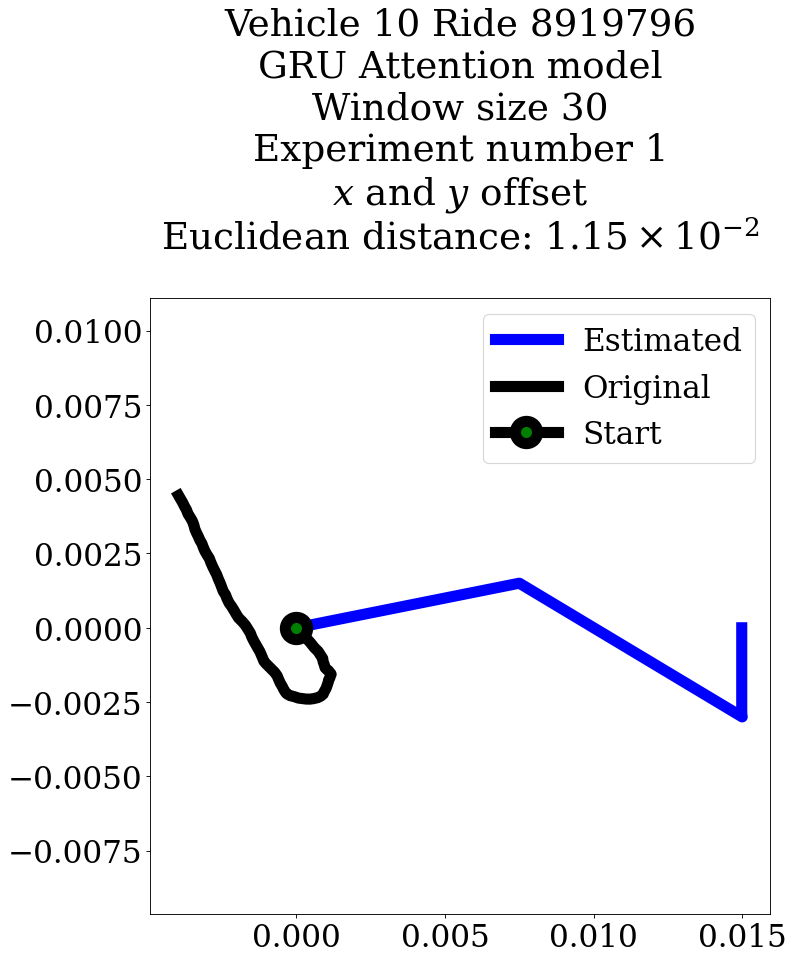 Vehicle 10 Ride 8919796
GRU Attention model
Window size 30
Experiment number 1
x and y offset
Euclidean distance: 1.15 × 10⁻²
Estimated
Original
Start
0.0100
0.0075
0.0050
0.0025
0.0000
−0.0025
−0.0050
−0.0075
0.000 0.005 0.010 0.015